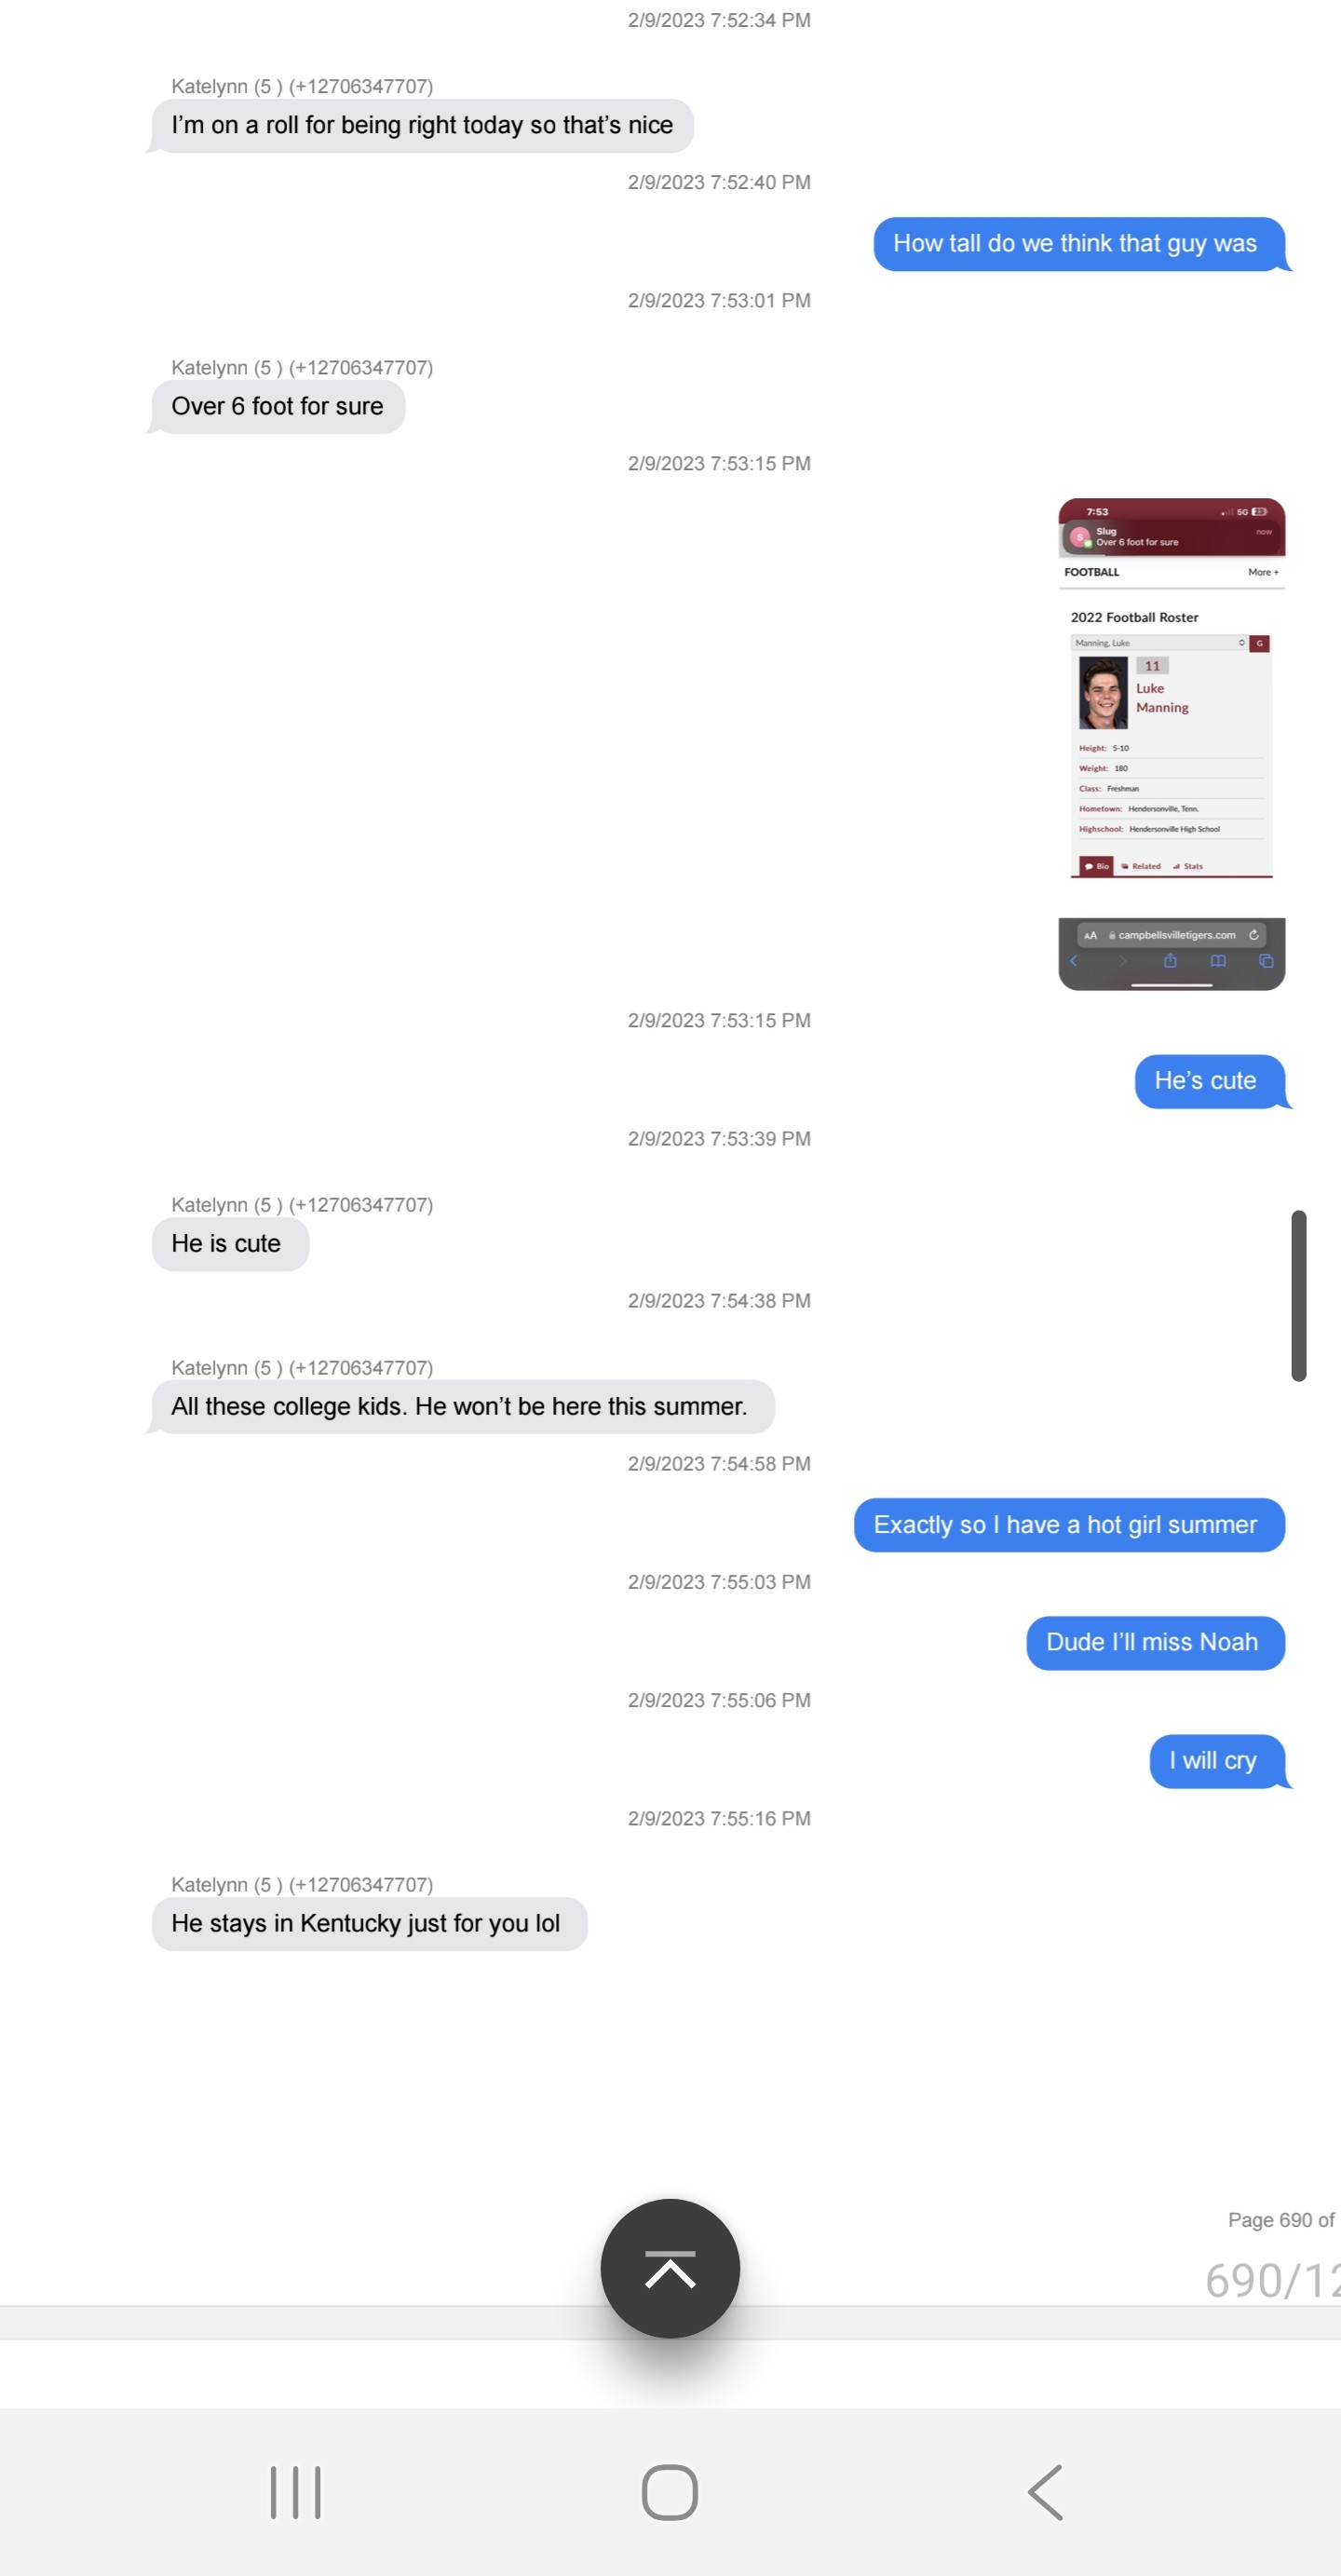 2/9/2023 7:52:34 PM
Katelynn (5 ) (+12706347707)
I’m on a roll for being right today so that’s nice
2/9/2023 7:52:40 PM
How tall do we think that guy was
2/9/2023 7:53:01 PM
Katelynn (5 ) (+12706347707)
Over 6 foot for sure
2/9/2023 7:53:15 PM
7:53 5G 23
S Slug now
Over 6 foot for sure
FOOTBALL More +
2022 Football Roster
Manning, Luke G
11
Luke
Manning
Height: 5-10
Weight: 180
Class: Freshman
Hometown: Hendersonville, Tenn.
Highschool: Hendersonville High School
Bio Related Stats
AA campbellsvilletigers.com
2/9/2023 7:53:15 PM
He’s cute
2/9/2023 7:53:39 PM
Katelynn (5 ) (+12706347707)
He is cute
2/9/2023 7:54:38 PM
Katelynn (5 ) (+12706347707)
All these college kids. He won’t be here this summer.
2/9/2023 7:54:58 PM
Exactly so I have a hot girl summer
2/9/2023 7:55:03 PM
Dude I’ll miss Noah
2/9/2023 7:55:06 PM
I will cry
2/9/2023 7:55:16 PM
Katelynn (5 ) (+12706347707)
He stays in Kentucky just for you lol
Page 690 of
690/12